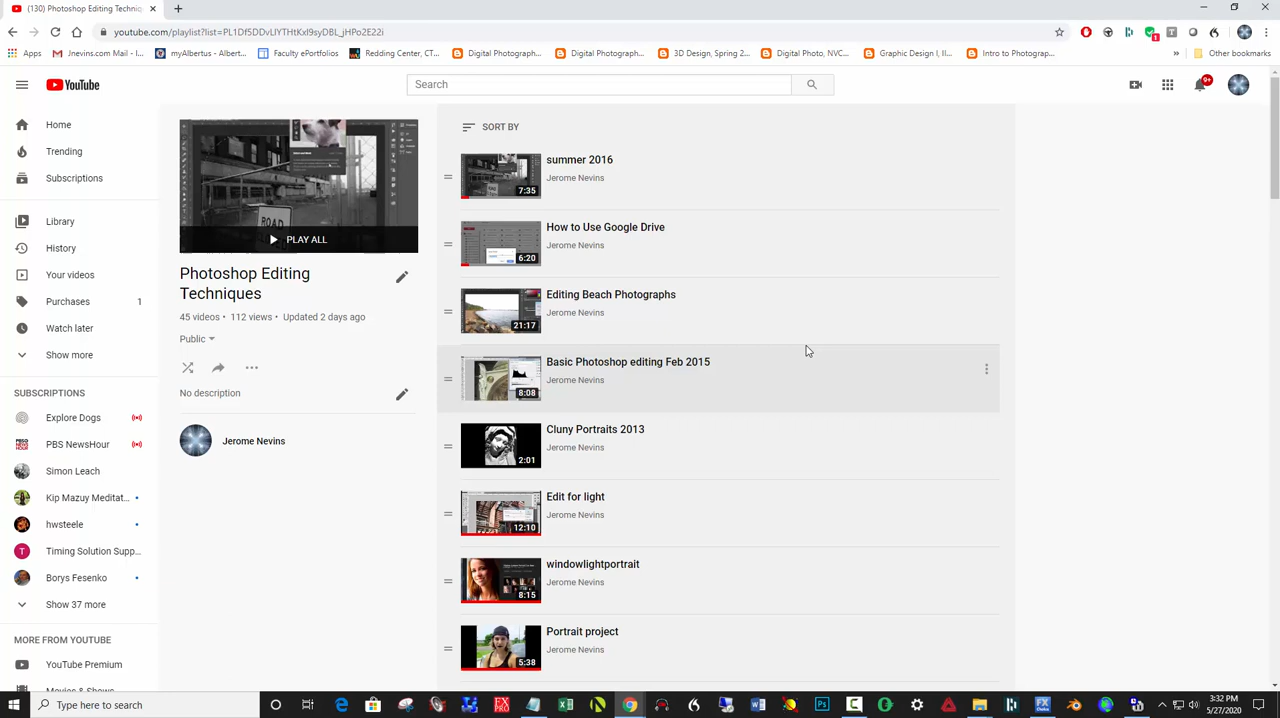 (130) Photoshop Editing Techniq
youtube.com/playlist?list=PL1Df5DDvLIYTHtKxl9syDBL_jHPo2E22i
Apps
Jnevins.com Mail - I...
myAlbertus - Albert...
Faculty ePortfolios
Redding Center, CT...
Digital Photograph...
Digital Photograph...
3D Design, Spring 2...
Digital Photo, NVC...
Graphic Design I, II...
Intro to Photograp...
»
Other bookmarks
YouTube
Search
9+
Home
Trending
Subscriptions
Library
History
Your videos
Purchases 1
Watch later
Show more
SUBSCRIPTIONS
Explore Dogs
PBS NewsHour
Simon Leach
Kip Mazuy Meditat...
hwsteele
Timing Solution Supp...
Borys Fesenko
Show 37 more
MORE FROM YOUTUBE
YouTube Premium
Movies & Shows
ROAD
PLAY ALL
Photoshop Editing
Techniques
45 videos • 112 views • Updated 2 days ago
Public
No description
Jerome Nevins
SORT BY
7:35
summer 2016
Jerome Nevins
6:20
How to Use Google Drive
Jerome Nevins
21:17
Editing Beach Photographs
Jerome Nevins
8:08
Basic Photoshop editing Feb 2015
Jerome Nevins
2:01
Cluny Portraits 2013
Jerome Nevins
12:10
Edit for light
Jerome Nevins
8:15
windowlightportrait
Jerome Nevins
5:38
Portrait project
Jerome Nevins
Type here to search
3:32 PM
5/27/2020